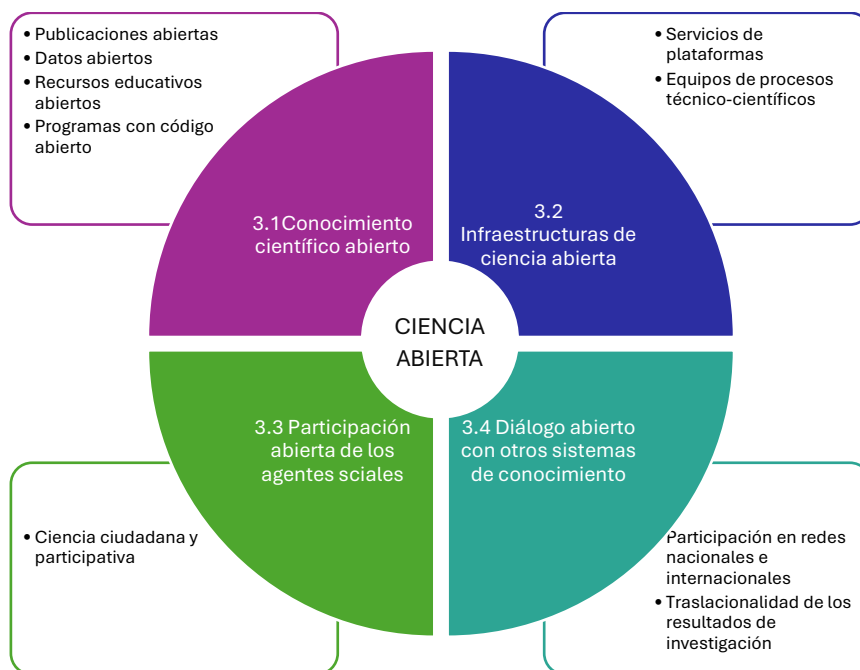 • Publicaciones abiertas
• Datos abiertos
• Recursos educativos
abiertos
• Programas con código
abierto
• Servicios de
plataformas
• Equipos de procesos
técnico-científicos
3.1Conocimiento
científico abierto
3.2
Infraestructuras de
ciencia abierta
CIENCIA
ABIERTA
3.3 Participación
abierta de los
agentes sciales
3.4 Diálogo abierto
con otros sistemas
de conocimiento
• Ciencia ciudadana y
participativa
Participación en redes
nacionales e
internacionales
• Traslacionalidad de los
resultados de
investigación